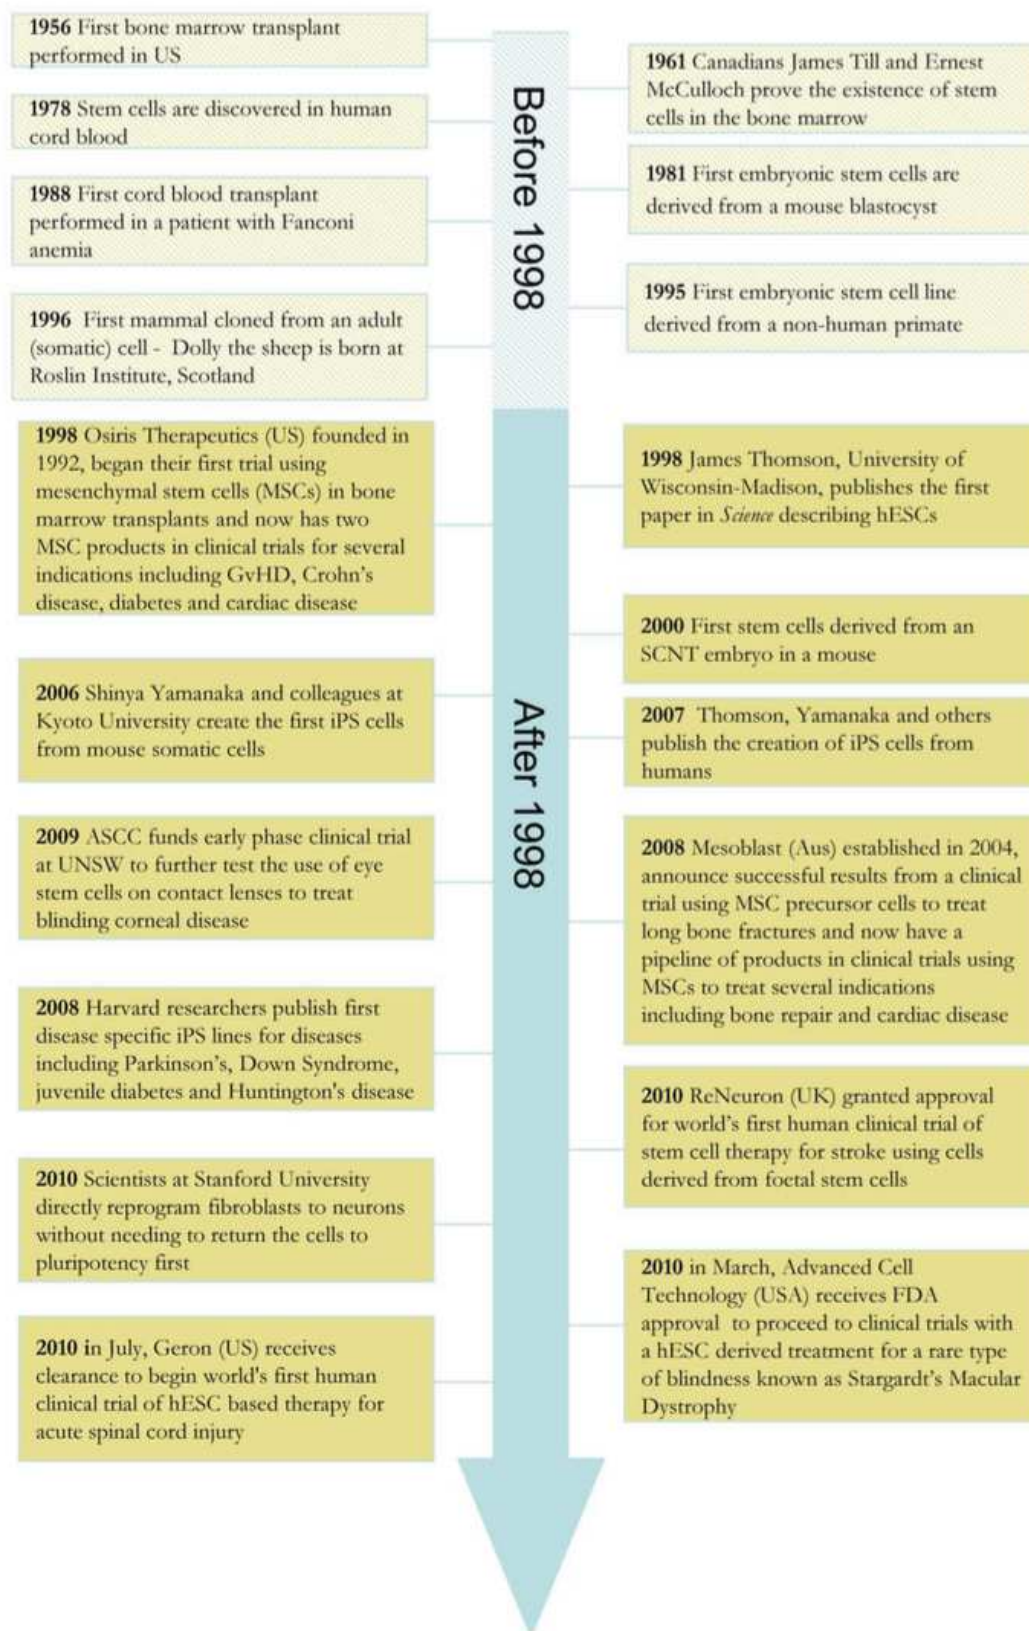 1956 First bone marrow transplant
performed in US
1961 Canadians James Till and Ernest
McCulloch prove the existence of stem
cells in the bone marrow
1978 Stem cells are discovered in human
cord blood
1981 First embryonic stem cells are
derived from a mouse blastocyst
1988 First cord blood transplant
performed in a patient with Fanconi
anemia
1995 First embryonic stem cell line
derived from a non-human primate
1996 First mammal cloned from an adult
(somatic) cell - Dolly the sheep is born at
Roslin Institute, Scotland
Before 1998
1998 Osiris Therapeutics (US) founded in
1992, began their first trial using
mesenchymal stem cells (MSCs) in bone
marrow transplants and now has two
MSC products in clinical trials for several
indications including GvHD, Crohn's
disease, diabetes and cardiac disease
1998 James Thomson, University of
Wisconsin-Madison, publishes the first
paper in Science describing hESCs
2000 First stem cells derived from an
SCNT embryo in a mouse
2006 Shinya Yamanaka and colleagues at
Kyoto University create the first iPS cells
from mouse somatic cells
2007 Thomson, Yamanaka and others
publish the creation of iPS cells from
humans
After 1998
2009 ASCC funds early phase clinical trial
at UNSW to further test the use of eye
stem cells on contact lenses to treat
blinding corneal disease
2008 Mesoblast (Aus) established in 2004,
announce successful results from a clinical
trial using MSC precursor cells to treat
long bone fractures and now have a
pipeline of products in clinical trials using
MSCs to treat several indications
including bone repair and cardiac disease
2008 Harvard researchers publish first
disease specific iPS lines for diseases
including Parkinson's, Down Syndrome,
juvenile diabetes and Huntington's disease
2010 ReNeuron (UK) granted approval
for world's first human clinical trial of
stem cell therapy for stroke using cells
derived from foetal stem cells
2010 Scientists at Stanford University
directly reprogram fibroblasts to neurons
without needing to return the cells to
pluripotency first
2010 in March, Advanced Cell
Technology (USA) receives FDA
approval to proceed to clinical trials with
a hESC derived treatment for a rare type
of blindness known as Stargardt's Macular
Dystrophy
2010 in July, Geron (US) receives
clearance to begin world's first human
clinical trial of hESC based therapy for
acute spinal cord injury